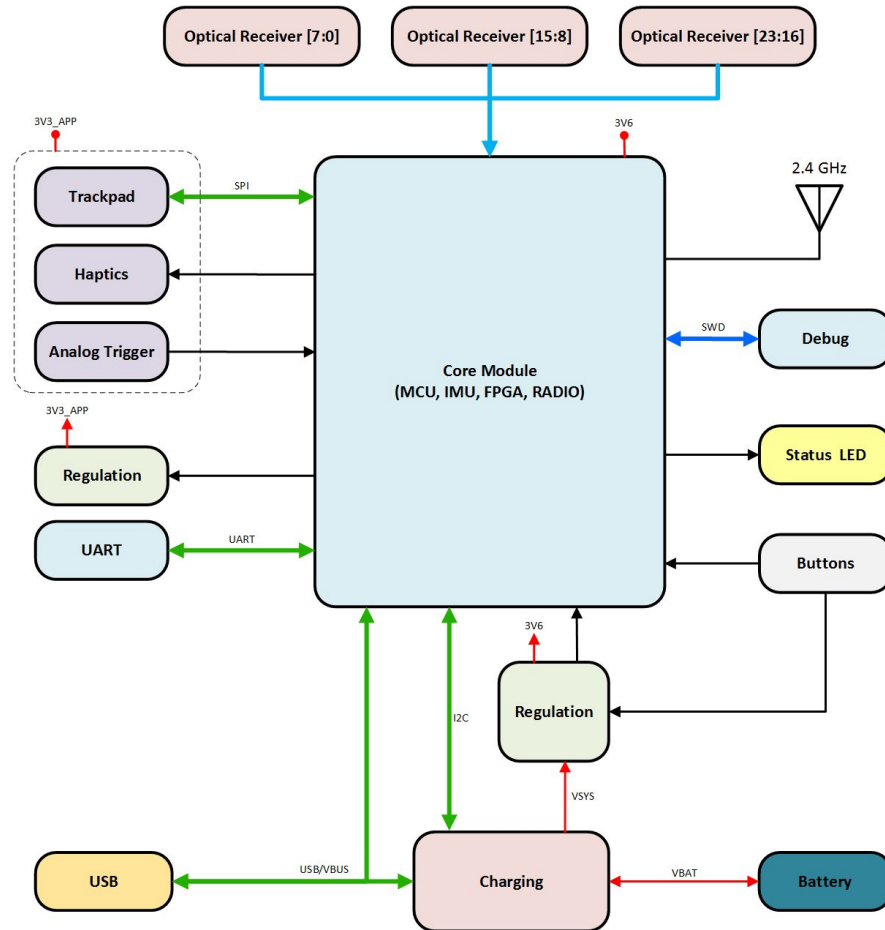 Optical Receiver [7:0]
Optical Receiver [15:8]
Optical Receiver [23:16]
3V3_APP
3V6
2.4 GHz
Trackpad
SPI
Haptics
Analog Trigger
SWD
Debug
Core Module
(MCU, IMU, FPGA, RADIO)
3V3_APP
Regulation
Status LED
UART
UART
Buttons
3V6
Regulation
I2C
VSYS
USB
USB/VBUS
Charging
VBAT
Battery